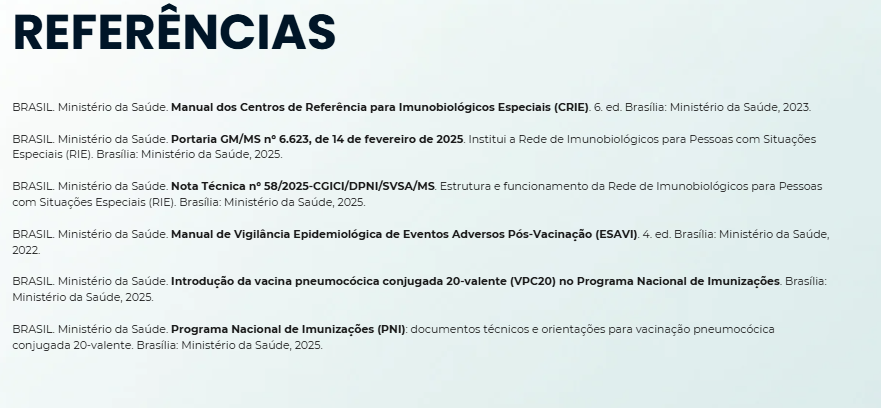 REFERÊNCIAS
BRASIL. Ministério da Saúde. Manual dos Centros de Referência para Imunobiológicos Especiais (CRIE). 6. ed. Brasília: Ministério da Saúde, 2023.
BRASIL. Ministério da Saúde. Portaria GM/MS nº 6.623, de 14 de fevereiro de 2025. Institui a Rede de Imunobiológicos para Pessoas com Situações
Especiais (RIE). Brasília: Ministério da Saúde, 2025.
BRASIL. Ministério da Saúde. Nota Técnica nº 58/2025-CGICI/DPNI/SVSA/MS. Estrutura e funcionamento da Rede de Imunobiológicos para Pessoas
com Situações Especiais (RIE). Brasília: Ministério da Saúde, 2025.
BRASIL. Ministério da Saúde. Manual de Vigilância Epidemiológica de Eventos Adversos Pós-Vacinação (ESAVI). 4. ed. Brasília: Ministério da Saúde,
2022.
BRASIL. Ministério da Saúde. Introdução da vacina pneumocócica conjugada 20-valente (VPC20) no Programa Nacional de Imunizações. Brasília:
Ministério da Saúde, 2025.
BRASIL. Ministério da Saúde. Programa Nacional de Imunizações (PNI): documentos técnicos e orientações para vacinação pneumocócica
conjugada 20-valente. Brasília: Ministério da Saúde, 2025.